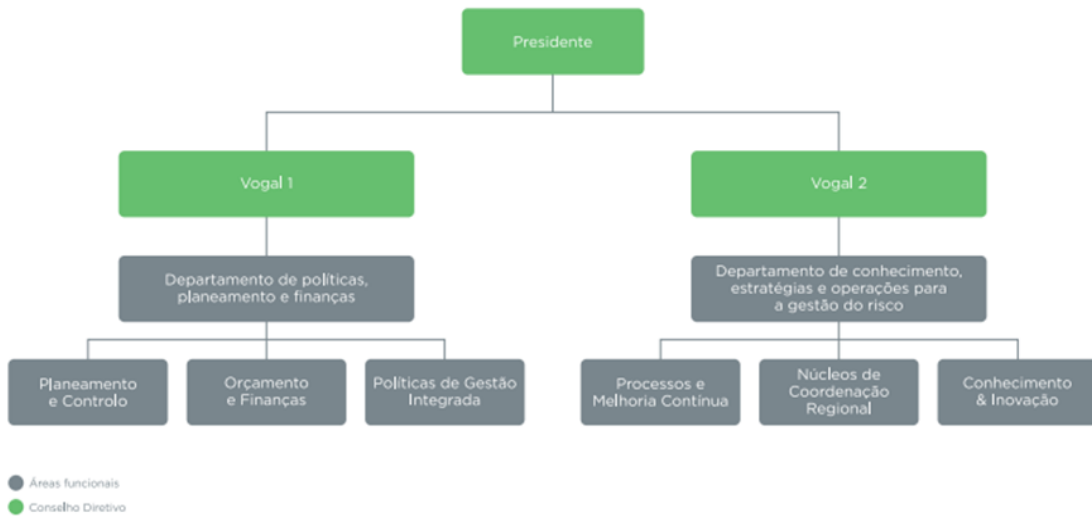 Presidente
Vogal 1
Vogal 2
Departamento de políticas,
planeamento e finanças
Departamento de conhecimento,
estratégias e operações para
a gestão do risco
Planeamento
e Controlo
Orçamento
e Finanças
Políticas de Gestão
Integrada
Processos e
Melhoria Contínua
Núcleos de
Coordenação
Regional
Conhecimento
& Inovação
Áreas funcionais
Conselho Diretivo